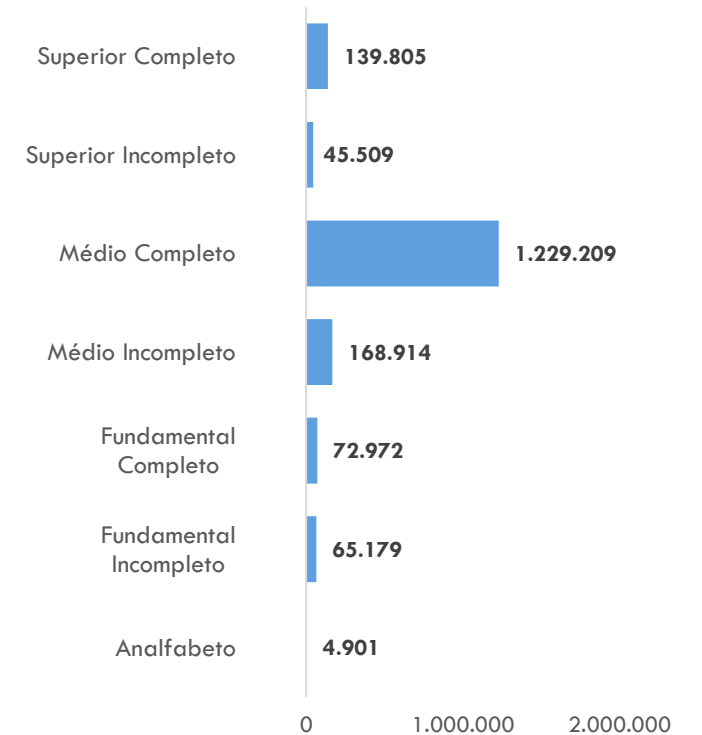 Superior Completo 139.805
Superior Incompleto 45.509
Médio Completo 1.229.209
Médio Incompleto 168.914
Fundamental
Completo 72.972
Fundamental
Incompleto 65.179
Analfabeto 4.901
0 1.000.000 2.000.000